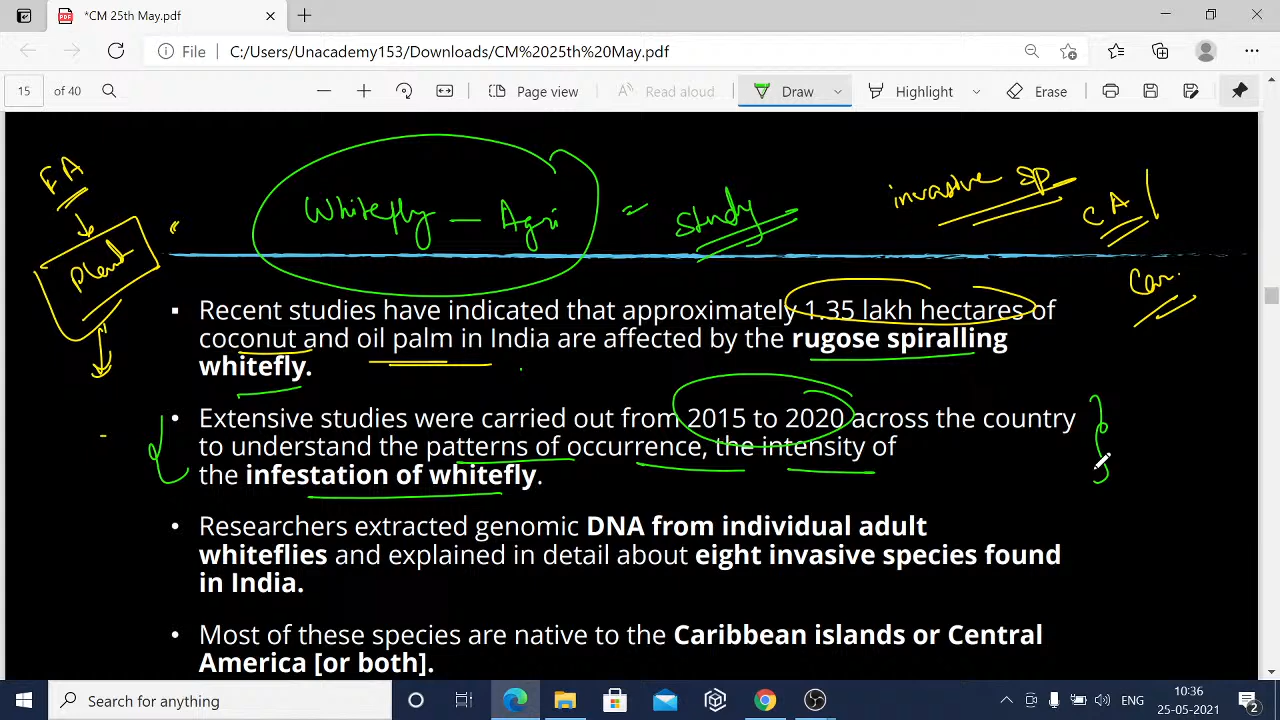 *CM 25th May.pdf
File C:/Users/Unacademy153/Downloads/CM%2025th%20May.pdf
15 of 40 Page view Read aloud Draw Highlight Erase
FA
Plant
Whitefly — Agri = Study
invasive sp
CA
Car.
▪ Recent studies have indicated that approximately 1.35 lakh hectares of
coconut and oil palm in India are affected by the rugose spiralling
whitefly.
• Extensive studies were carried out from 2015 to 2020 across the country
to understand the patterns of occurrence, the intensity of
the infestation of whitefly.
• Researchers extracted genomic DNA from individual adult
whiteflies and explained in detail about eight invasive species found
in India.
• Most of these species are native to the Caribbean islands or Central
America [or both].
Search for anything
ENG
10:36
25-05-2021
2